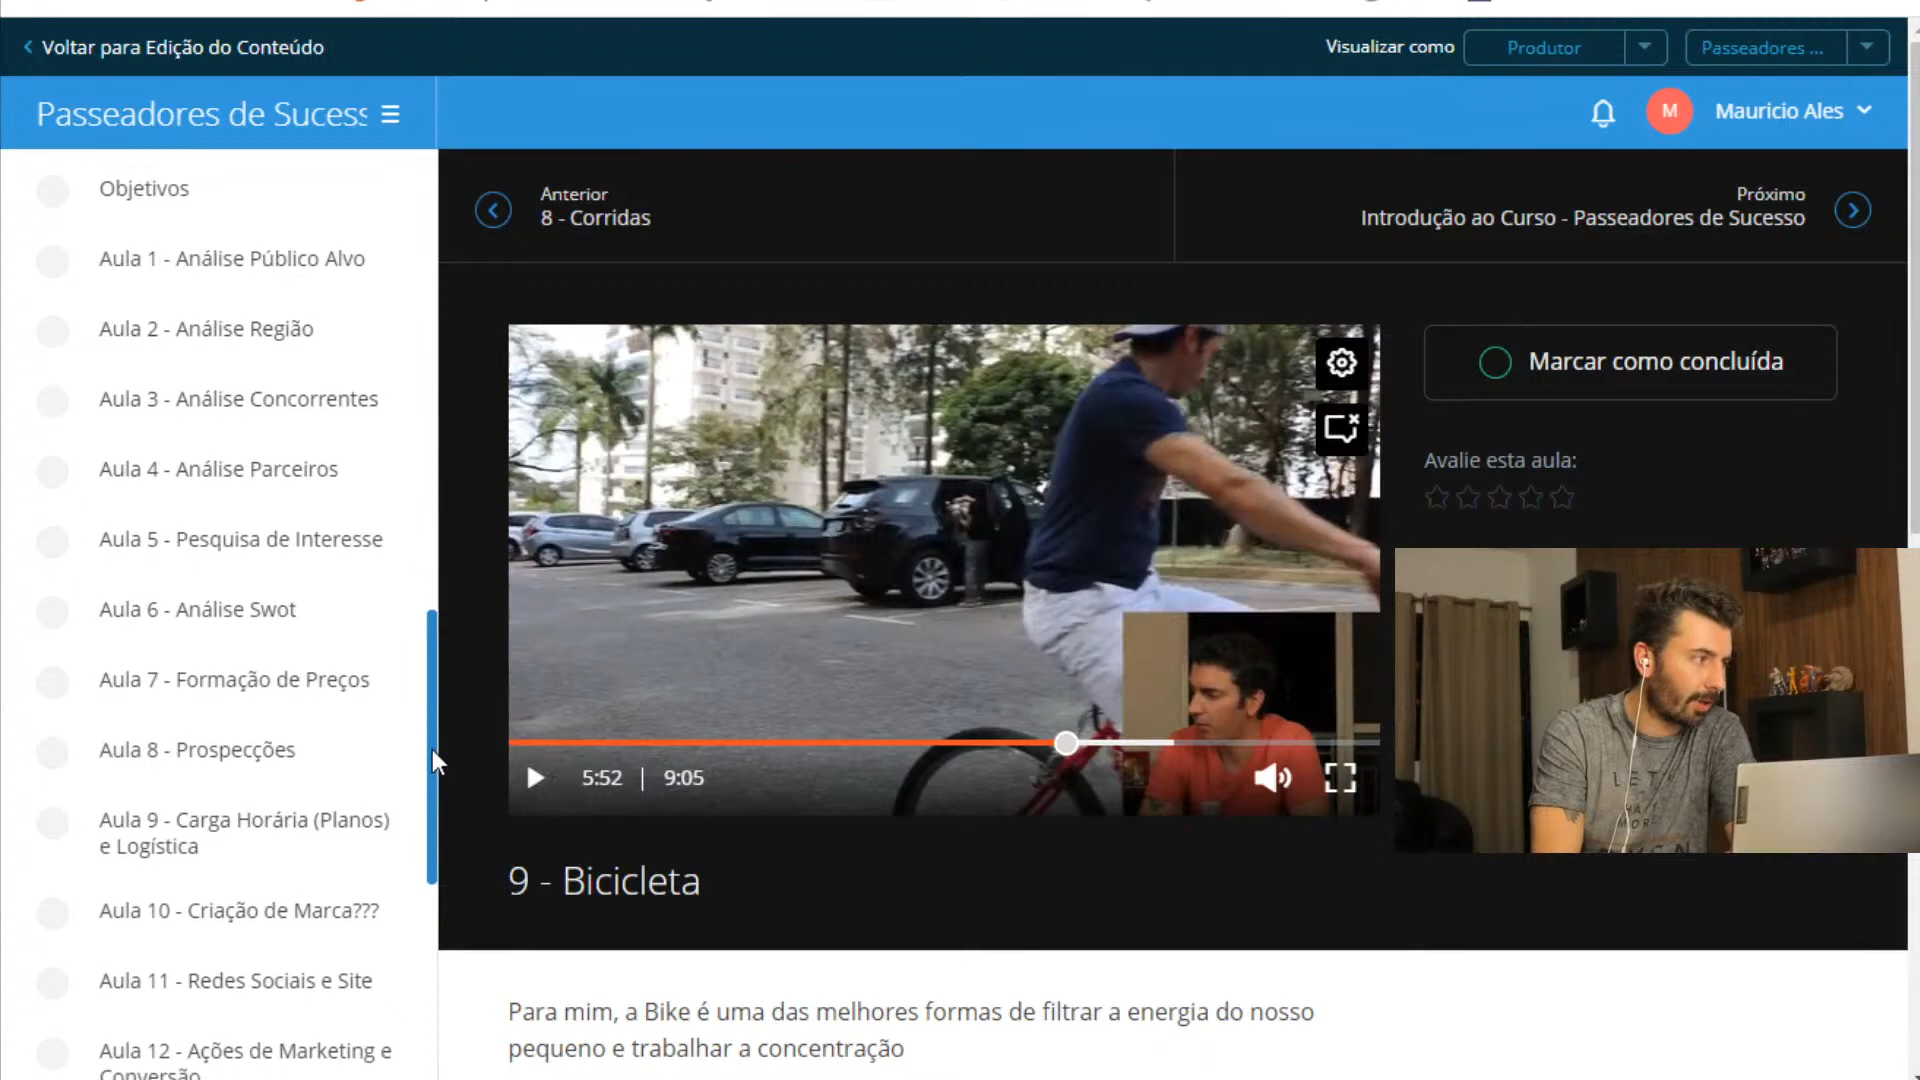 Voltar para Edição do Conteúdo
Visualizar como
Produtor
Passeadores ...
Passeadores de Sucess
M
Mauricio Ales
Anterior
8 - Corridas
Próximo
Introdução ao Curso - Passeadores de Sucesso
Objetivos
Aula 1 - Análise Público Alvo
Aula 2 - Análise Região
Aula 3 - Análise Concorrentes
Aula 4 - Análise Parceiros
Aula 5 - Pesquisa de Interesse
Aula 6 - Análise Swot
Aula 7 - Formação de Preços
Aula 8 - Prospecções
Aula 9 - Carga Horária (Planos)
e Logística
Aula 10 - Criação de Marca???
Aula 11 - Redes Sociais e Site
Aula 12 - Ações de Marketing e
Conversão
Marcar como concluída
Avalie esta aula:
5:52 | 9:05
9 - Bicicleta
Para mim, a Bike é uma das melhores formas de filtrar a energia do nosso
pequeno e trabalhar a concentração